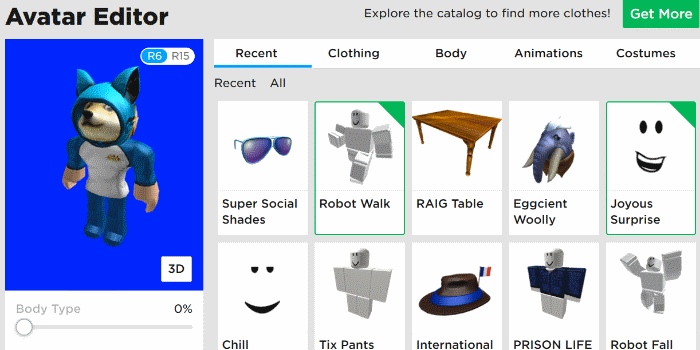 Avatar Editor
Explore the catalog to find more clothes!
Get More
R6 R15
3D
Body Type 0%
Recent Clothing Body Animations Costumes
Recent All
Super Social
Shades
Robot Walk
RAIG Table
Eggcient
Woolly
Joyous
Surprise
Chill
Tix Pants
International
PRISON LIFE
Robot Fall